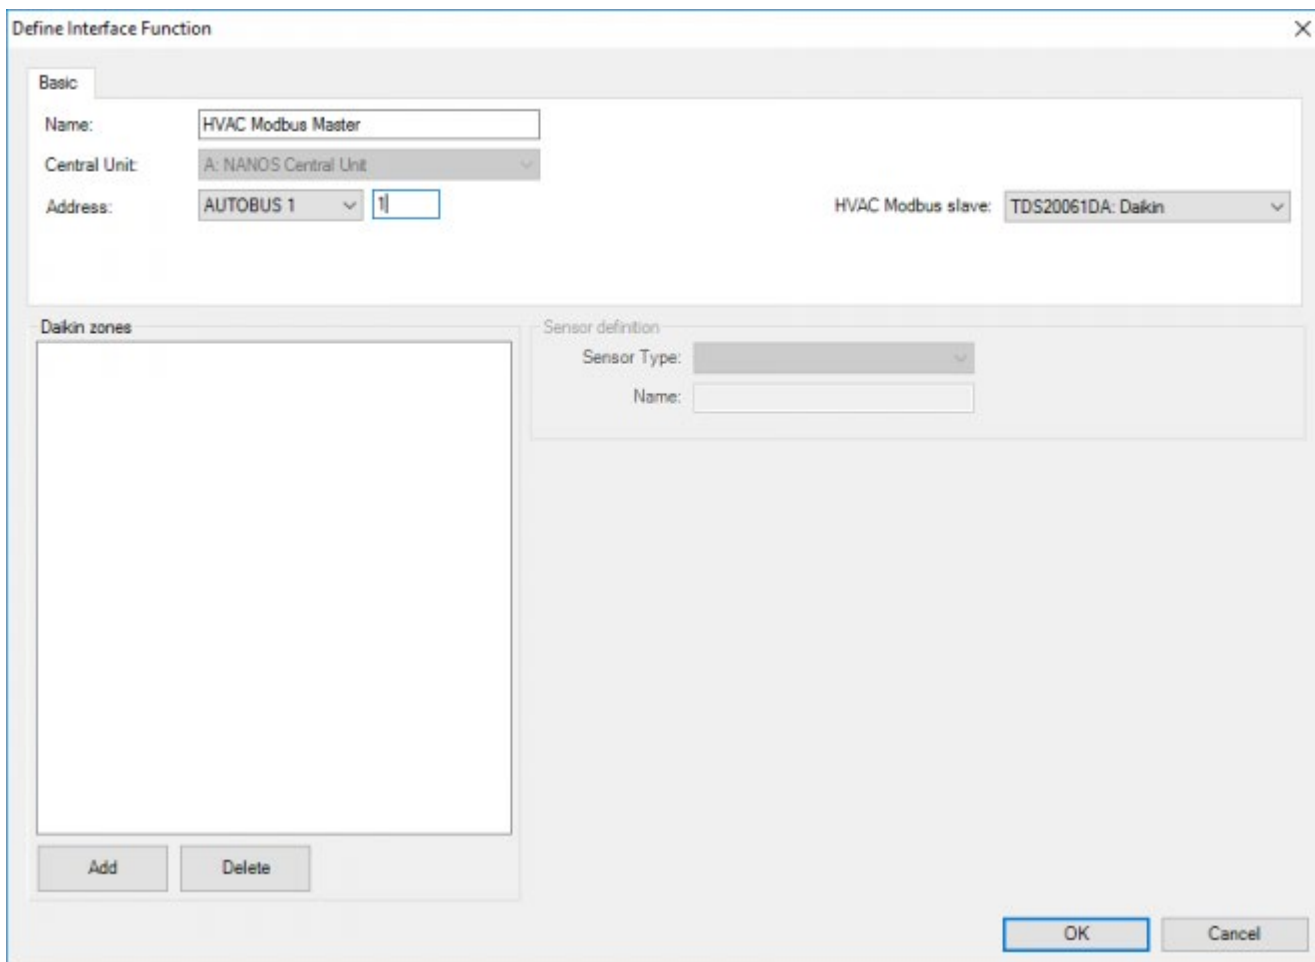 Define Interface Function
Basic
Name: HVAC Modbus Master
Central Unit: A: NANOS Central Unit
Address: AUTOBUS 1 1 HVAC Modbus slave: TDS20061DA: Daikin
Daikin zones
Sensor definition
Sensor Type:
Name:
Add Delete
OK Cancel